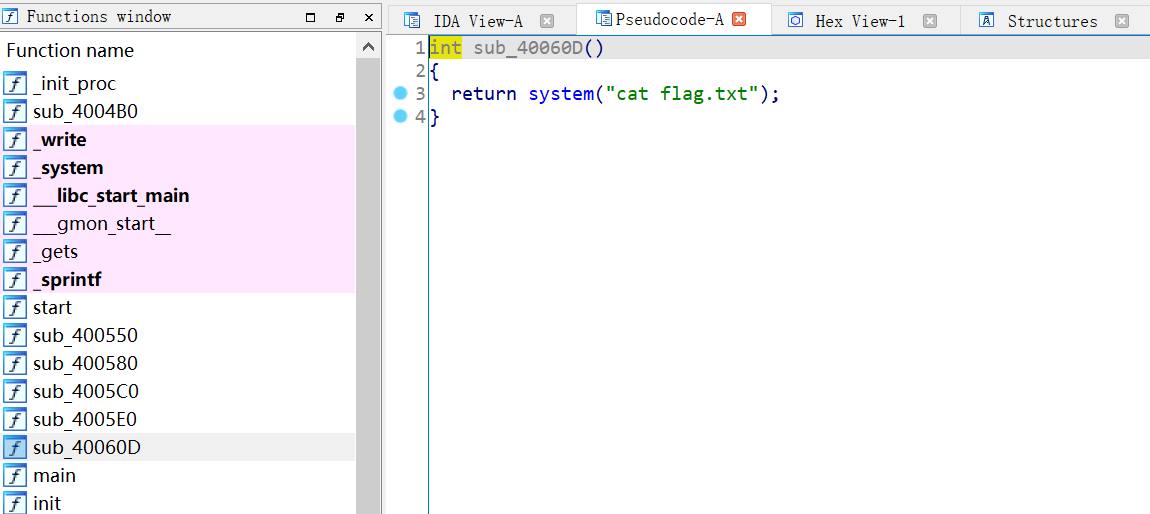 Functions window
Function name
_init_proc
sub_4004B0
_write
_system
___libc_start_main
__gmon_start__
_gets
_sprintf
start
sub_400550
sub_400580
sub_4005C0
sub_4005E0
sub_40060D
main
init
IDA View-A Pseudocode-A Hex View-1 Structures
1 int sub_40060D()
2 {
3 return system("cat flag.txt");
4 }